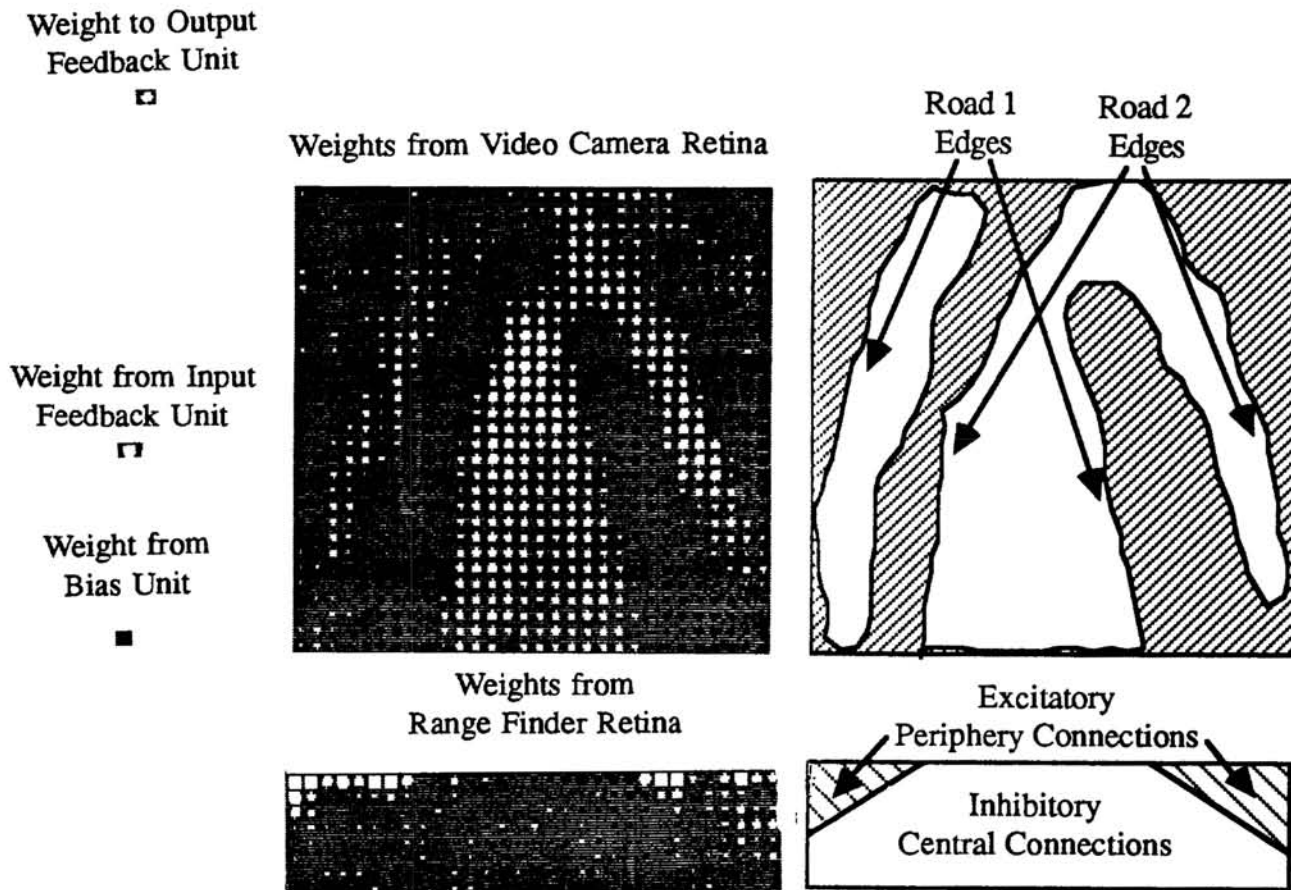 Weight to Output
Feedback Unit
Weights from Video Camera Retina
Road 1
Edges
Road 2
Edges
Weight from Input
Feedback Unit
Weight from
Bias Unit
Weights from
Range Finder Retina
Excitatory
Periphery Connections
Inhibitory
Central Connections